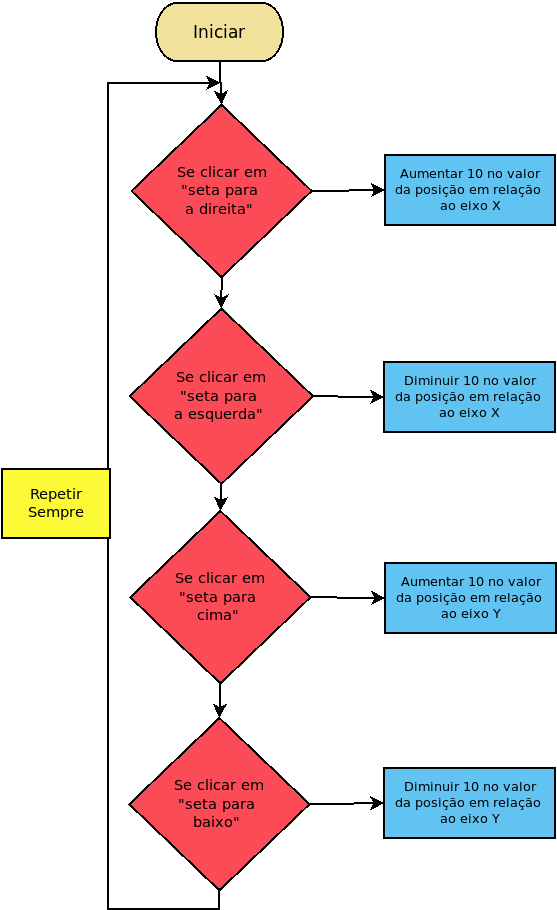 Iniciar
Se clicar em
"seta para
a direita"
Aumentar 10 no valor
da posição em relação
ao eixo X
Se clicar em
"seta para
a esquerda"
Diminuir 10 no valor
da posição em relação
ao eixo X
Repetir
Sempre
Se clicar em
"seta para
cima"
Aumentar 10 no valor
da posição em relação
ao eixo Y
Se clicar em
"seta para
baixo"
Diminuir 10 no valor
da posição em relação
ao eixo Y